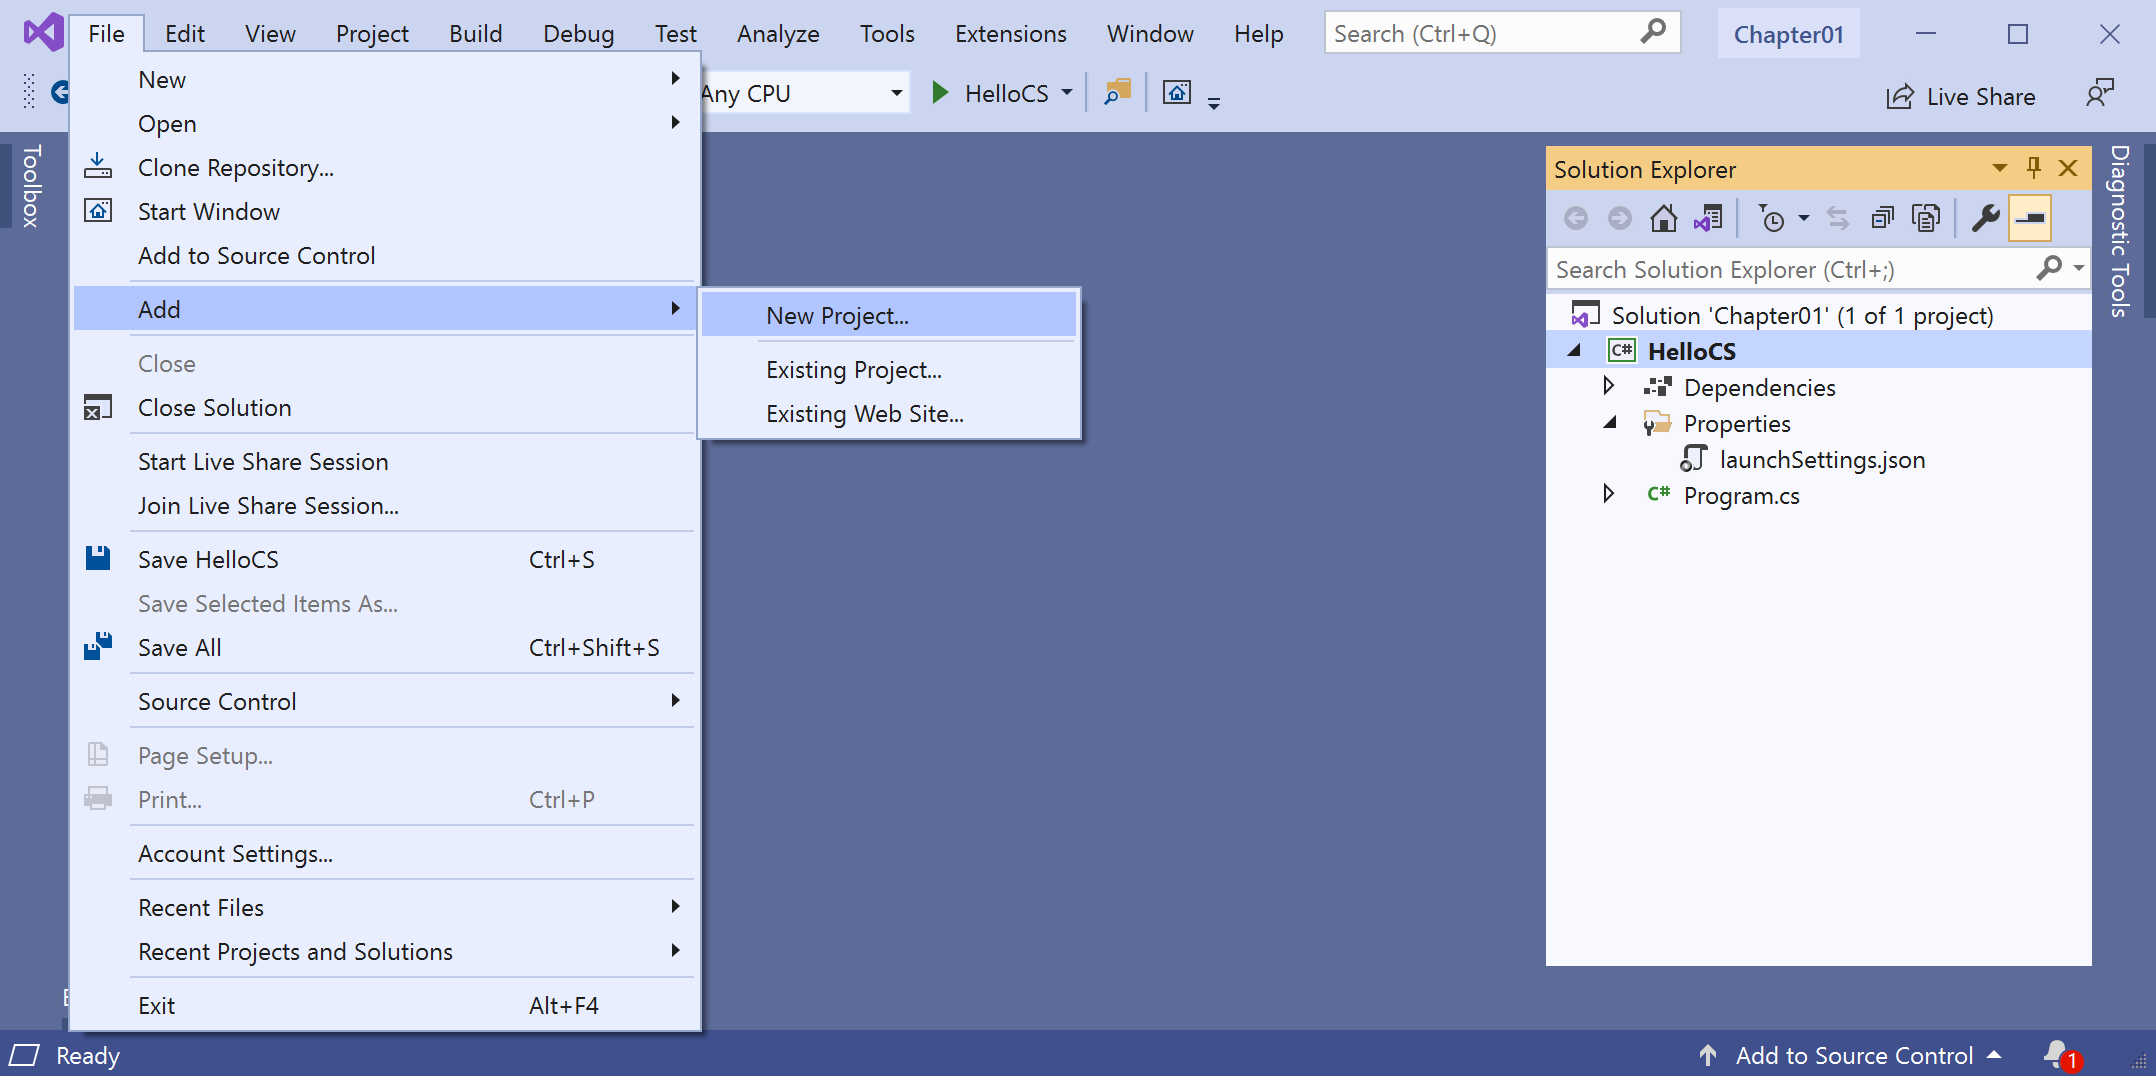 File Edit View Project Build Debug Test Analyze Tools Extensions Window Help Search (Ctrl+Q) Chapter01
Any CPU HelloCS Live Share
Toolbox
New
Open
Clone Repository...
Start Window
Add to Source Control
Add
Close
Close Solution
Start Live Share Session
Join Live Share Session...
Save HelloCS Ctrl+S
Save Selected Items As...
Save All Ctrl+Shift+S
Source Control
Page Setup...
Print... Ctrl+P
Account Settings...
Recent Files
Recent Projects and Solutions
Exit Alt+F4
New Project...
Existing Project...
Existing Web Site...
Solution Explorer
Search Solution Explorer (Ctrl+;)
Solution 'Chapter01' (1 of 1 project)
C# HelloCS
Dependencies
Properties
launchSettings.json
C# Program.cs
Diagnostic Tools
Ready Add to Source Control 1